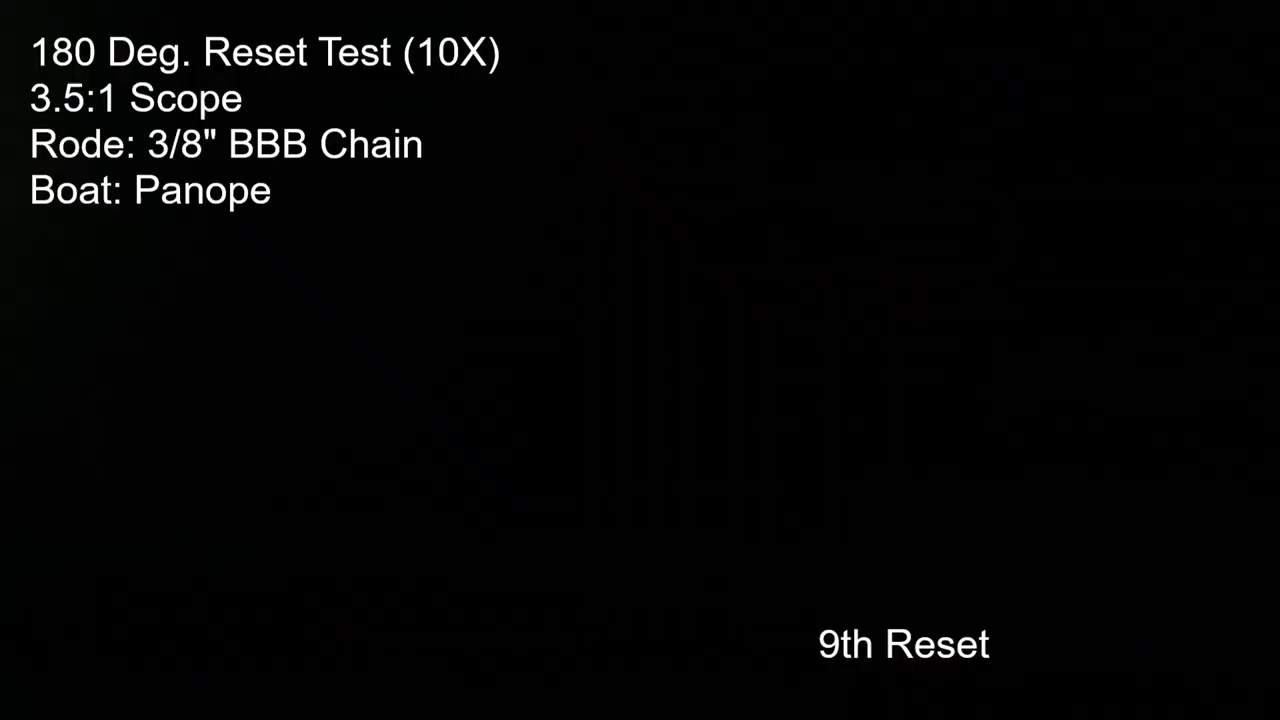 180 Deg. Reset Test (10X)
3.5:1 Scope
Rode: 3/8" BBB Chain
Boat: Panope
9th Reset